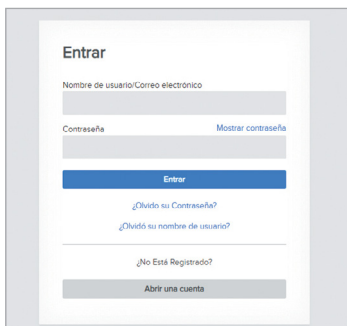 Entrar
Nombre de usuario/Correo electrónico
Contraseña Mostrar contraseña
Entrar
¿Olvido su Contraseña?
¿Olvidó su nombre de usuario?
¿No Está Registrado?
Abrir una cuenta